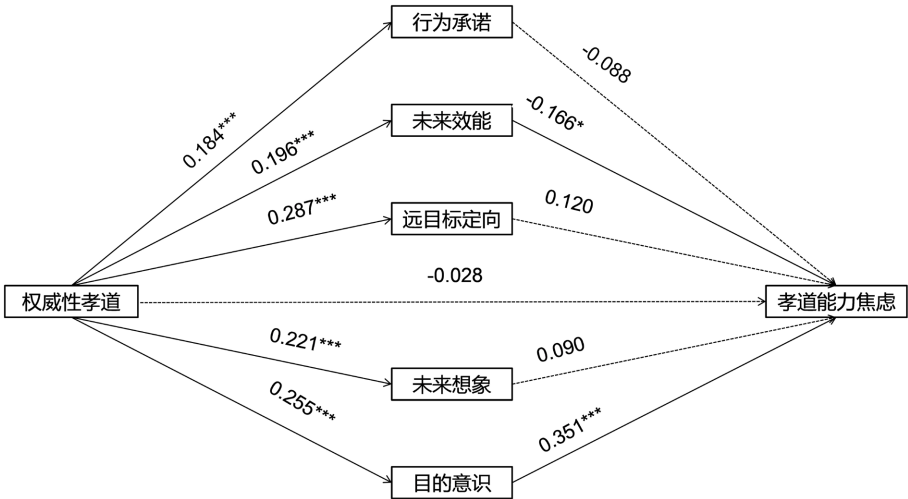 行为承诺
-0.088
0.184***
未来效能
-0.166*
0.196***
0.287***
远目标定向
0.120
-0.028
权威性孝道
孝道能力焦虑
0.221***
0.090
未来想象
0.255***
0.351***
目的意识